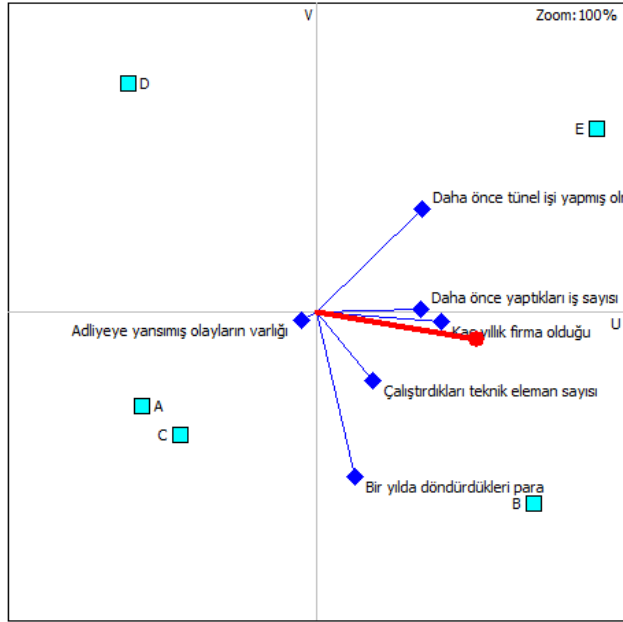 V
Zoom:100%
D
E
Daha önce tünel işi yapmış
Daha önce yaptıkları iş sayısı
U
Adliyeye yansımış olayların varlığı
Kaç yıllık firma olduğu
Çalıştırdıkları teknik eleman sayısı
A
C
Bir yılda döndürdükleri para
B